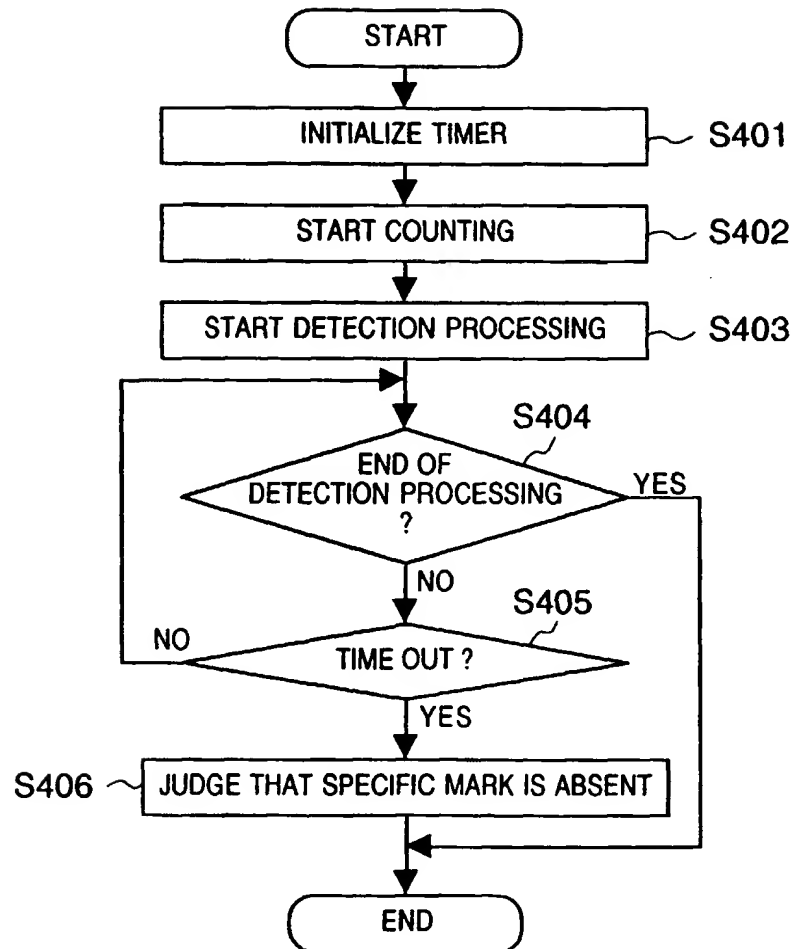 START
INITIALIZE TIMER
S401
START COUNTING
S402
START DETECTION PROCESSING
S403
S404
END OF
DETECTION PROCESSING
?
YES
NO
S405
NO
TIME OUT ?
YES
S406
JUDGE THAT SPECIFIC MARK IS ABSENT
END